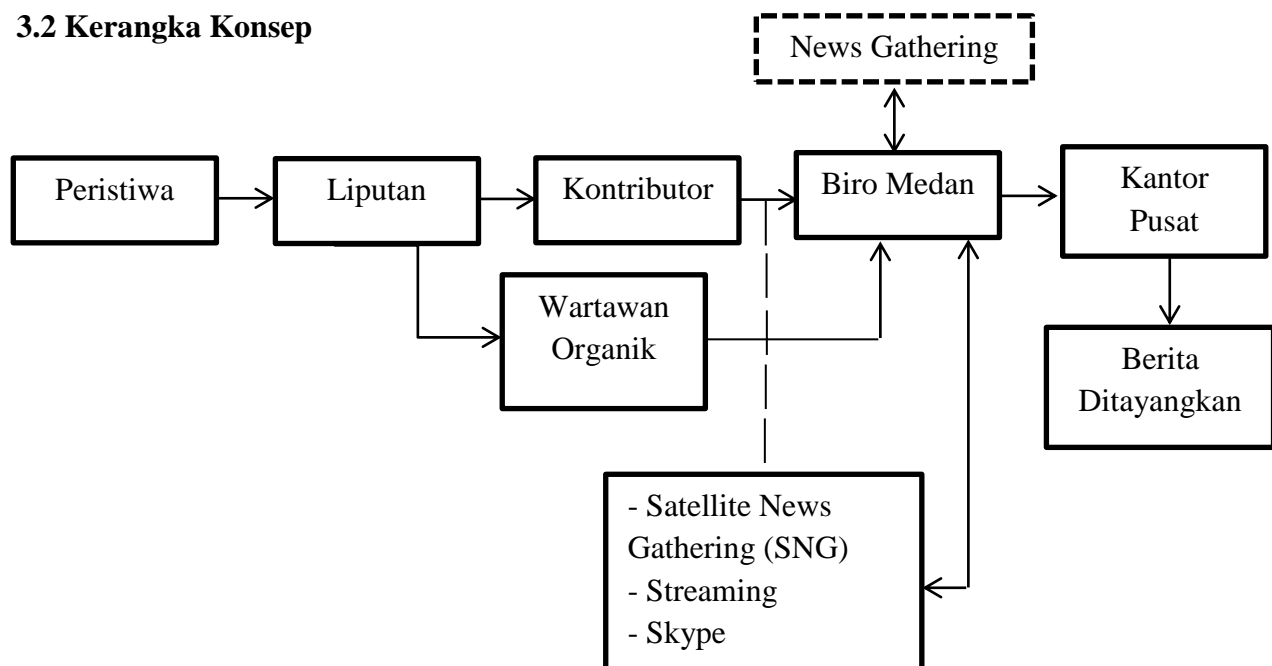 3.2 Kerangka Konsep
News Gathering
Peristiwa
Liputan
Kontributor
Biro Medan
Kantor
Pusat
Wartawan
Organik
Berita
Ditayangkan
- Satellite News
Gathering (SNG)
- Streaming
- Skype